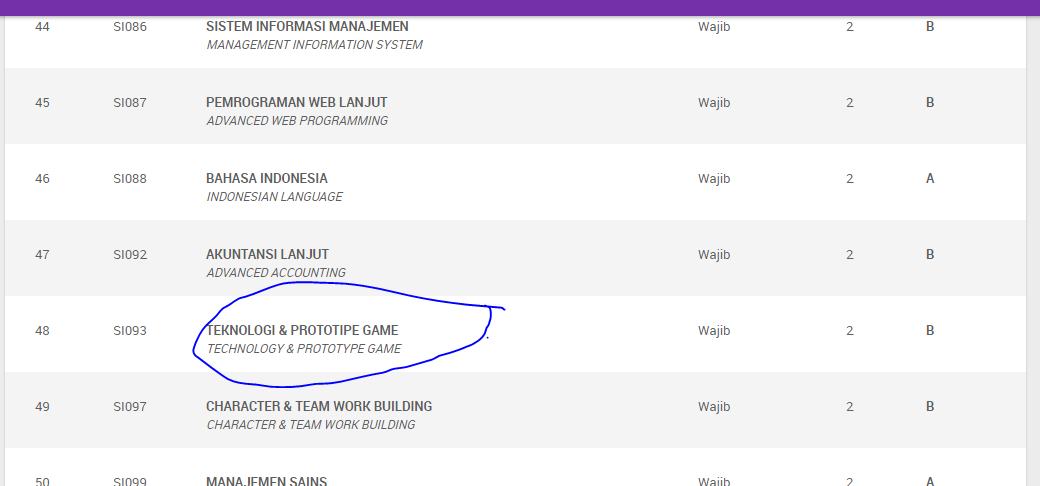 44 SI086 SISTEM INFORMASI MANAJEMEN Wajib 2 B
MANAGEMENT INFORMATION SYSTEM
45 SI087 PEMROGRAMAN WEB LANJUT Wajib 2 B
ADVANCED WEB PROGRAMMING
46 SI088 BAHASA INDONESIA Wajib 2 A
INDONESIAN LANGUAGE
47 SI092 AKUNTANSI LANJUT Wajib 2 B
ADVANCED ACCOUNTING
48 SI093 TEKNOLOGI & PROTOTIPE GAME Wajib 2 B
TECHNOLOGY & PROTOTYPE GAME
49 SI097 CHARACTER & TEAM WORK BUILDING Wajib 2 B
CHARACTER & TEAM WORK BUILDING
50 SI099 MANAJEMEN SAINS Wajib 2 A